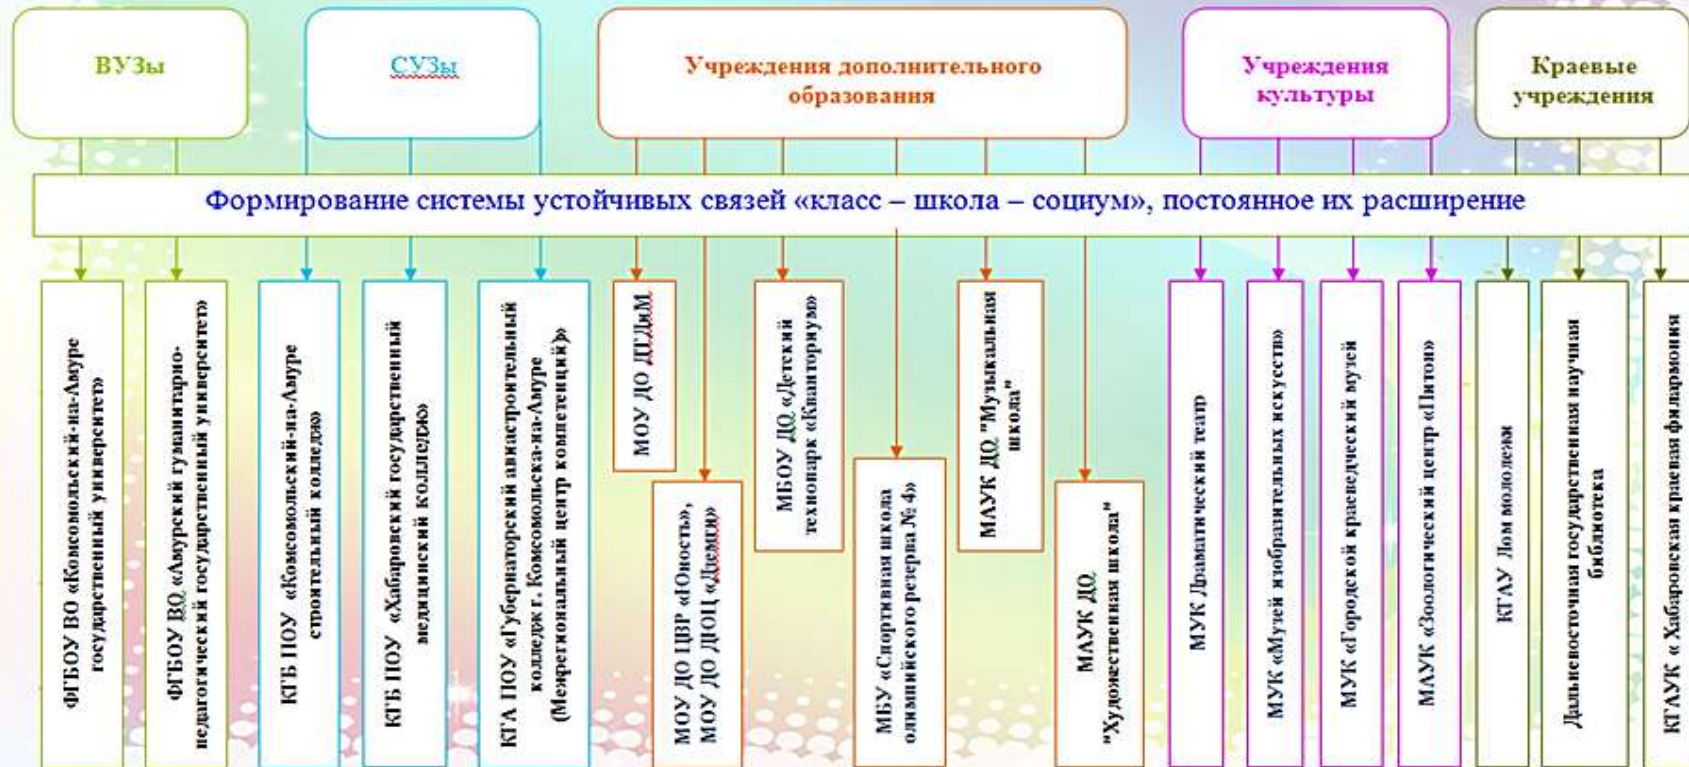 ВУЗы
СУЗы
Учреждения дополнительного
образования
Учреждения
культуры
Краевые
учреждения
Формирование системы устойчивых связей «класс – школа – социум», постоянное их расширение
ФГБОУ ВО «Комсомольский-на-Амуре
государственный университет»
ФГБОУ ВО «Амурский гуманитарно-
педагогический государственный университет»
КГБ ПОУ «Комсомольский-на-Амуре
строительный колледж»
КГБ ПОУ «Хабаровский государственный
медицинский колледж»
КГА ПОУ «Губернаторский авиастроительный
колледж г. Комсомольска-на-Амуре
(Межрегиональный центр компетенций)»
МОУ ДО ДТДиМ
МОУ ДО ЦВР «Юность»,
МОУ ДО ДЮЦ «Дземги»
МБОУ ДО «Детский
технопарк «Кванториум»
МБУ «Спортивная школа
олимпийского резерва № 4»
МАУК ДО "Музыкальная
школа"
МАУК ДО
"Художественная школа"
МУК Драматический театр
МУК «Музей изобразительных искусств»
МУК «Городской краеведческий музей
МАУК «Зоологический центр «Питон»
КГАУ Дом молодежи
Дальневосточная государственная научная
библиотека
КГАУК « Хабаровская краевая филармония